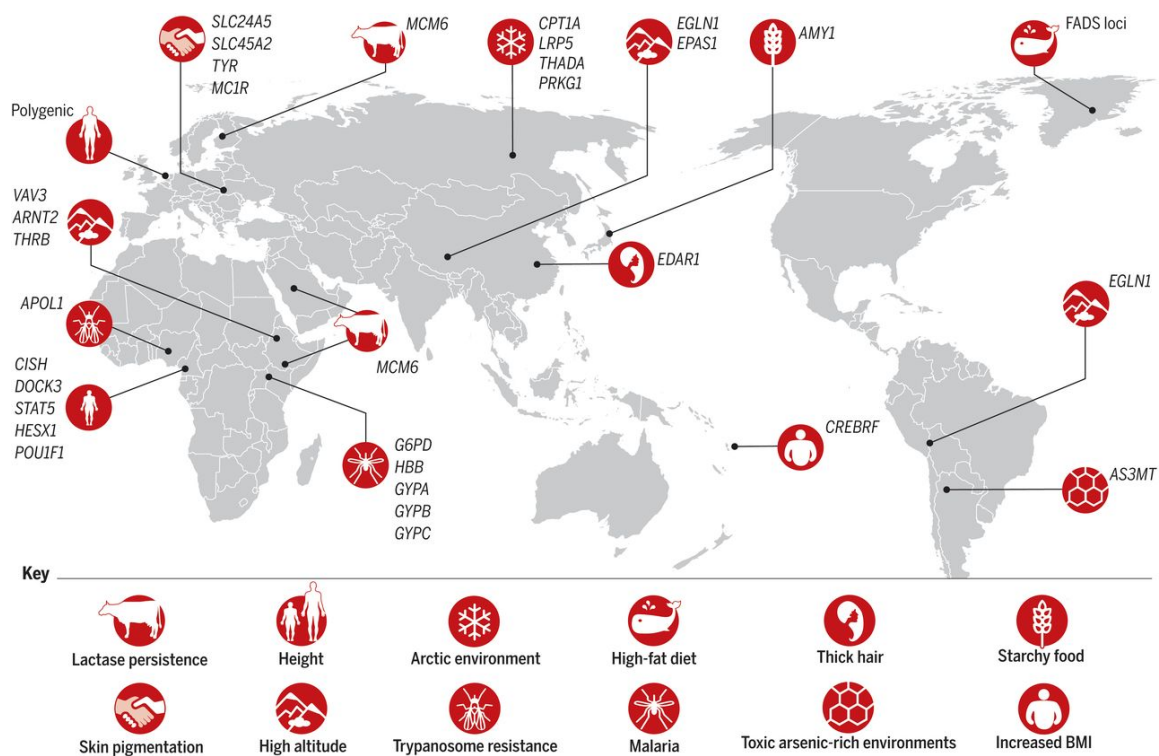 SLC24A5
SLC45A2
TYR
MC1R
MCM6
CPT1A
LRP5
THADA
PRKG1
EGLN1
EPAS1
AMY1
FADS loci
Polygenic
VAV3
ARNT2
THRB
EDAR1
EGLN1
APOL1
MCM6
CISH
DOCK3
STAT5
HESX1
POU1F1
G6PD
HBB
GYPA
GYPB
GYPC
CREBRF
AS3MT
Key
Lactase persistence
Height
Arctic environment
High-fat diet
Thick hair
Starchy food
Skin pigmentation
High altitude
Trypanosome resistance
Malaria
Toxic arsenic-rich environments
Increased BMI